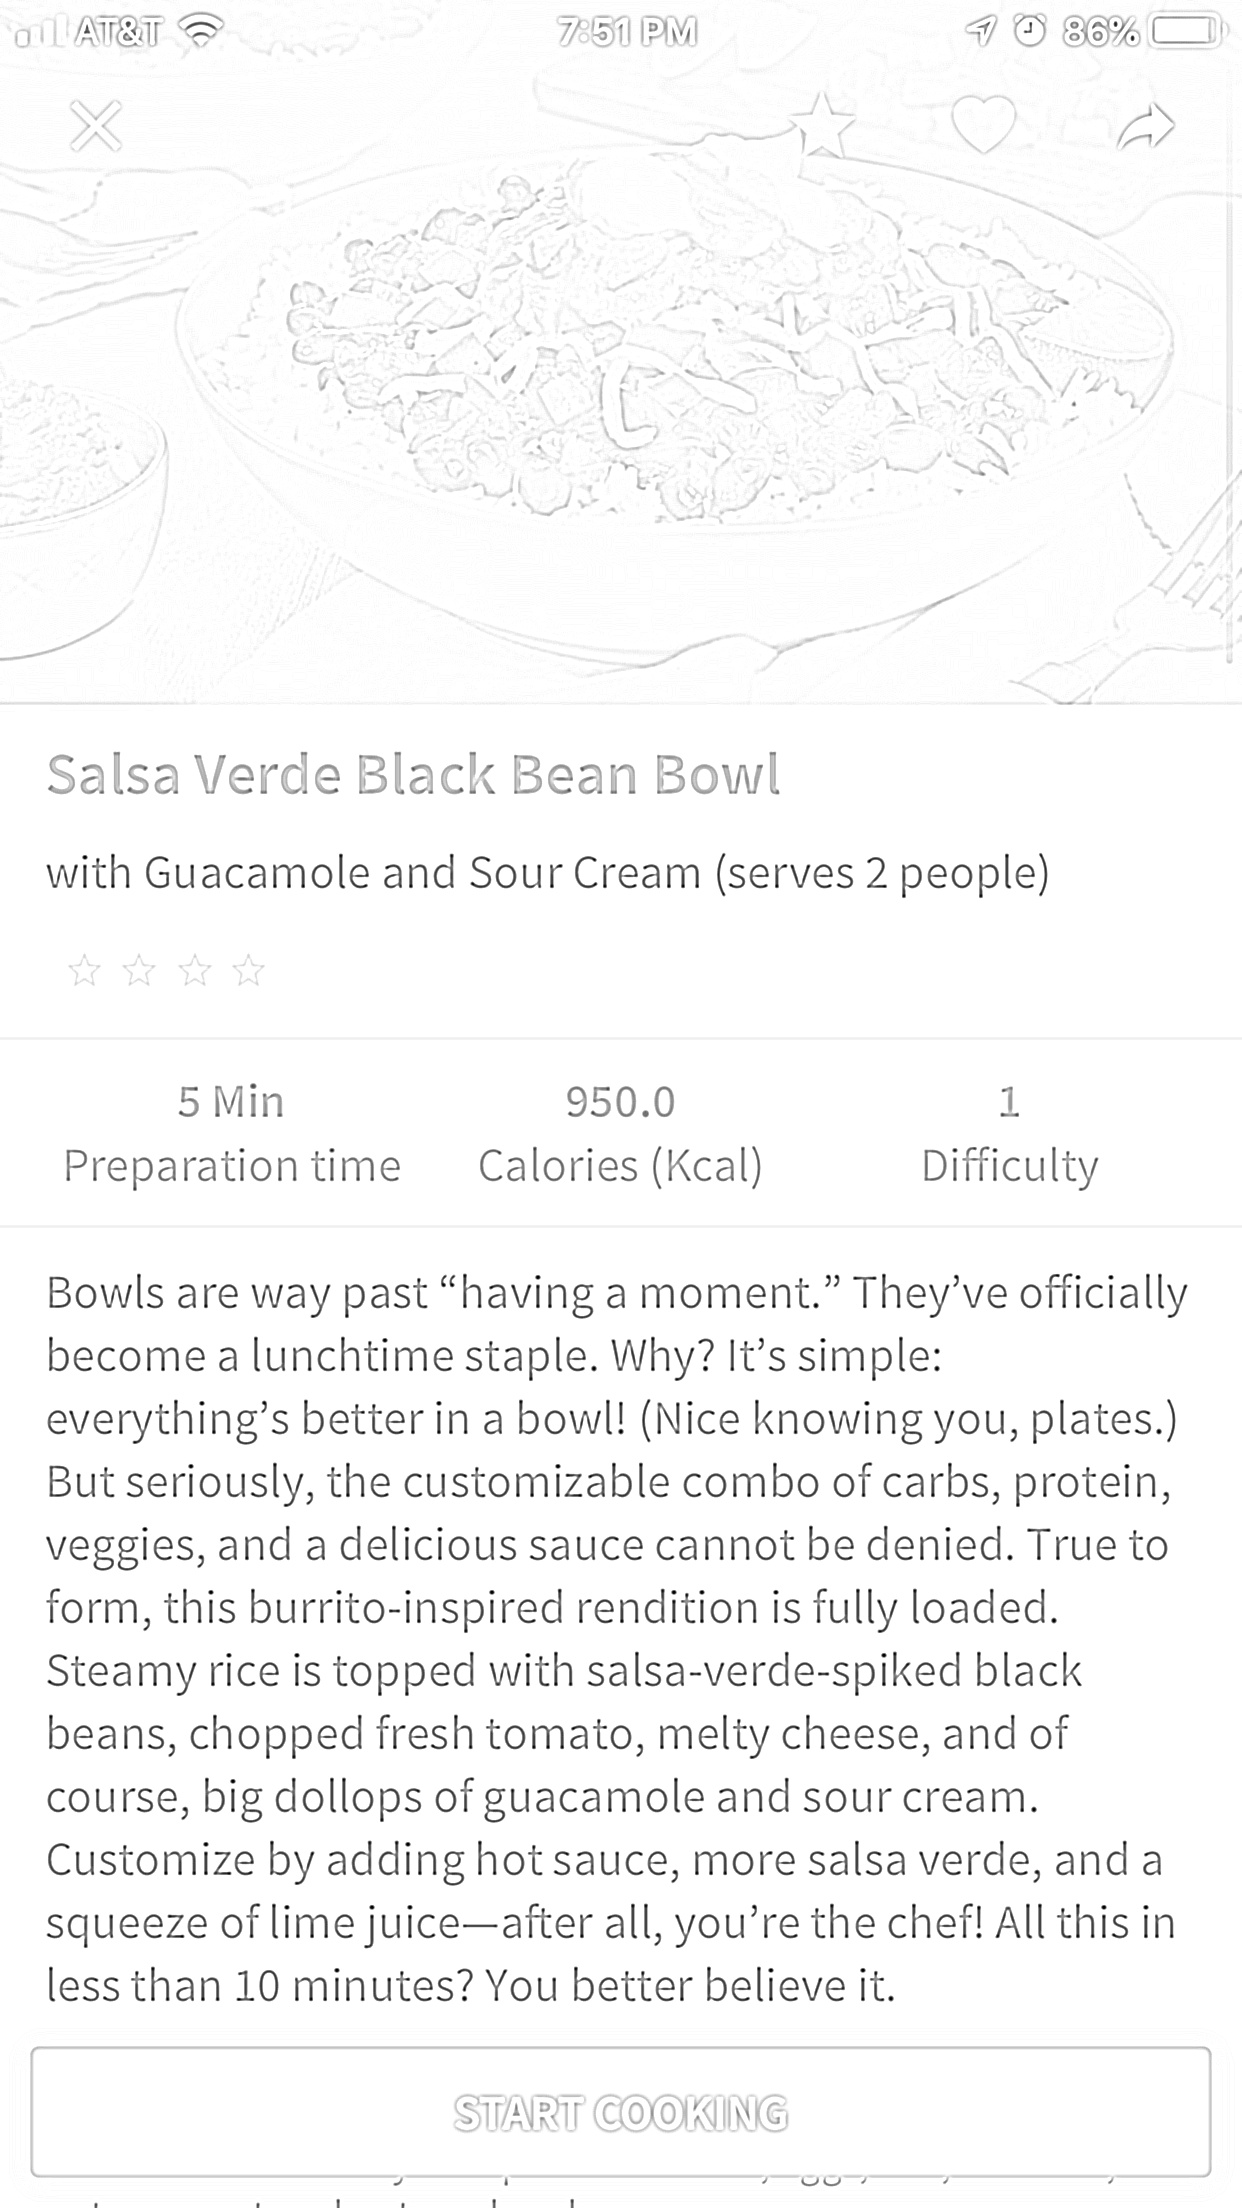 AT&T 7:51 PM 86%
Salsa Verde Black Bean Bowl
with Guacamole and Sour Cream (serves 2 people)
5 Min 950.0 1
Preparation time Calories (Kcal) Difficulty
Bowls are way past “having a moment.” They’ve officially
become a lunchtime staple. Why? It’s simple:
everything’s better in a bowl! (Nice knowing you, plates.)
But seriously, the customizable combo of carbs, protein,
veggies, and a delicious sauce cannot be denied. True to
form, this burrito-inspired rendition is fully loaded.
Steamy rice is topped with salsa-verde-spiked black
beans, chopped fresh tomato, melty cheese, and of
course, big dollops of guacamole and sour cream.
Customize by adding hot sauce, more salsa verde, and a
squeeze of lime juice—after all, you’re the chef! All this in
less than 10 minutes? You better believe it.
START COOKING